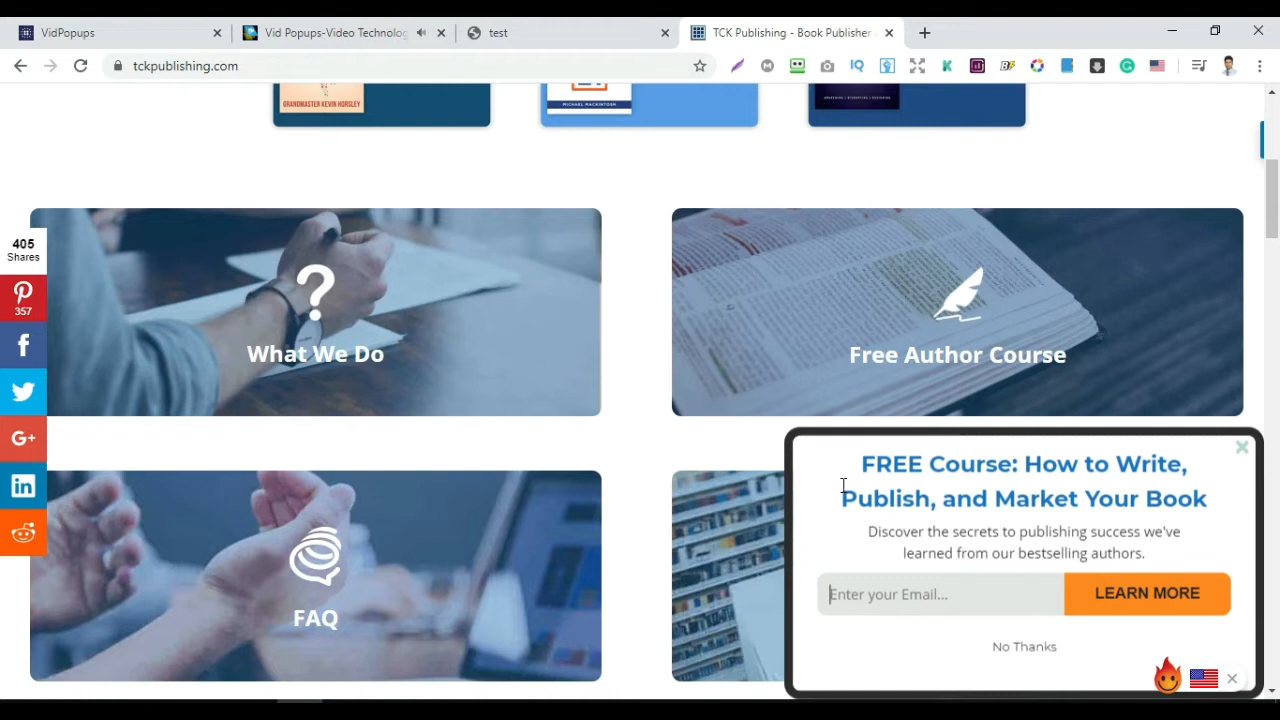 VidPopups
Vid Popups-Video Technolog
test
TCK Publishing - Book Publisher
tckpublishing.com
GRANDMASTER KEVIN HORSLEY
MICHAEL MACKINTOSH
405
Shares
357
What We Do
Free Author Course
FAQ
FREE Course: How to Write,
Publish, and Market Your Book
Discover the secrets to publishing success we've
learned from our bestselling authors.
Enter your Email...
LEARN MORE
No Thanks